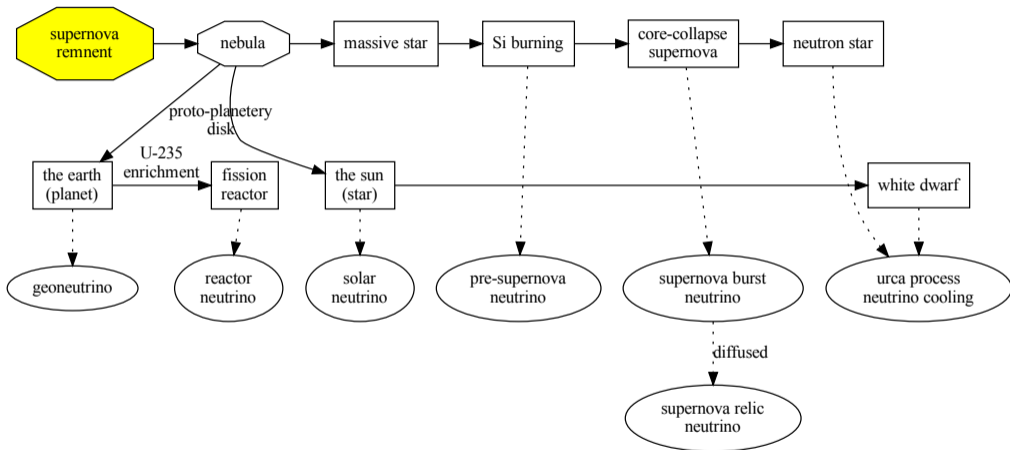 supernova
remnent
nebula
massive star
Si burning
core-collapse
supernova
neutron star
proto-planetery
disk
the earth
(planet)
U-235
enrichment
fission
reactor
the sun
(star)
white dwarf
geoneutrino
reactor
neutrino
solar
neutrino
pre-supernova
neutrino
supernova burst
neutrino
urca process
neutrino cooling
diffused
supernova relic
neutrino